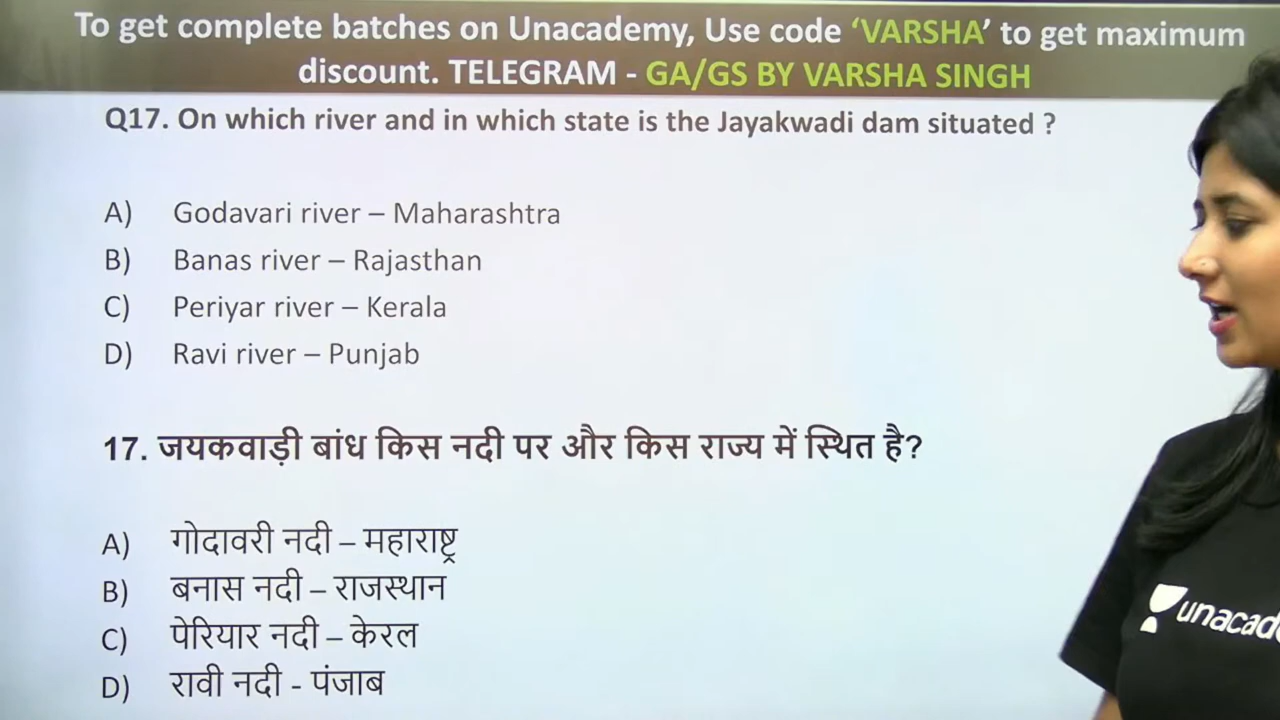 To get complete batches on Unacademy, Use code ‘VARSHA’ to get maximum
discount. TELEGRAM - GA/GS BY VARSHA SINGH
Q17. On which river and in which state is the Jayakwadi dam situated ?
A) Godavari river – Maharashtra
B) Banas river – Rajasthan
C) Periyar river – Kerala
D) Ravi river – Punjab
17. जयकवाड़ी बांध किस नदी पर और किस राज्य में स्थित है?
A) गोदावरी नदी – महाराष्ट्र
B) बनास नदी – राजस्थान
C) पेरियार नदी – केरल
D) रावी नदी - पंजाब